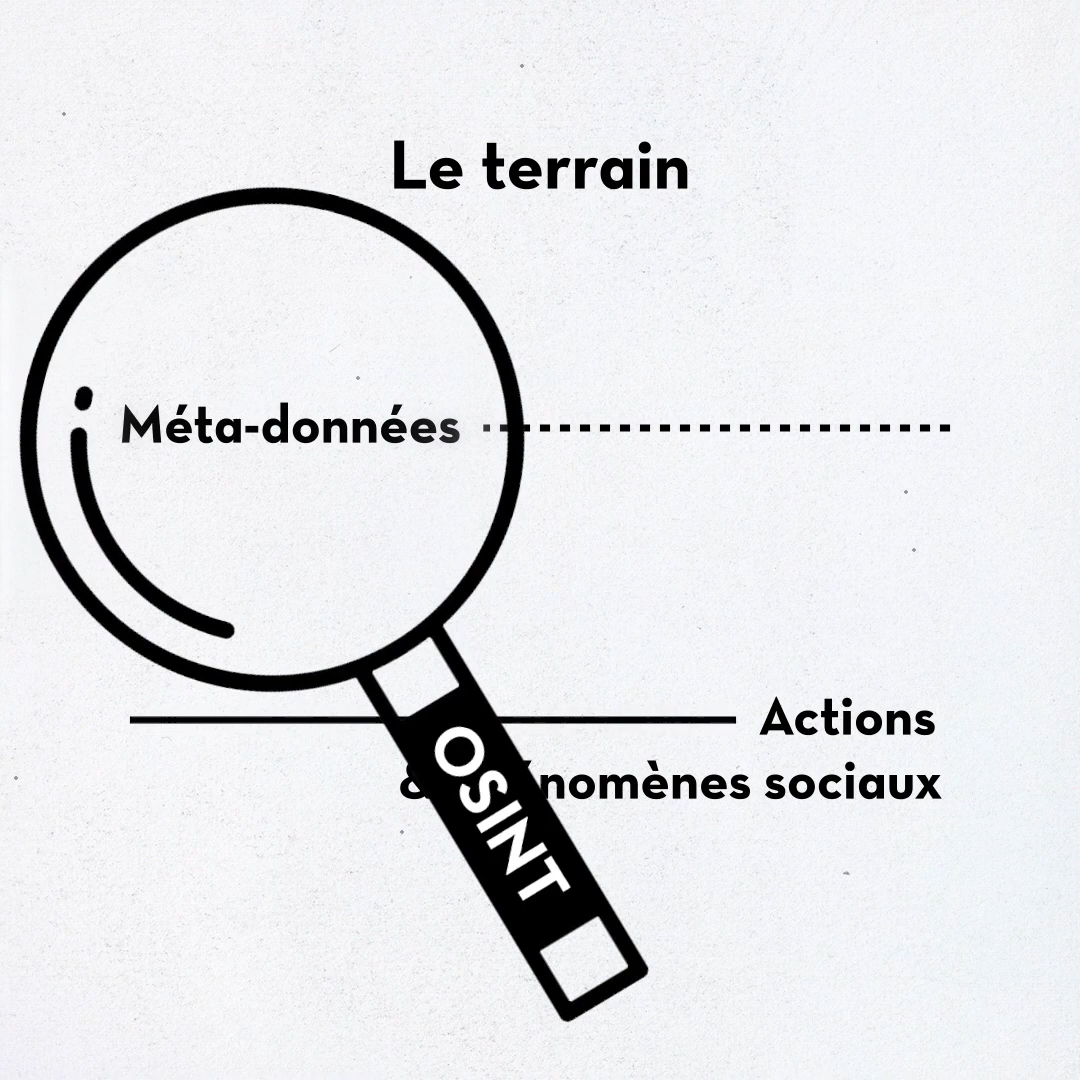 Le terrain
Méta-données
Actions
& sociaux
OSINT